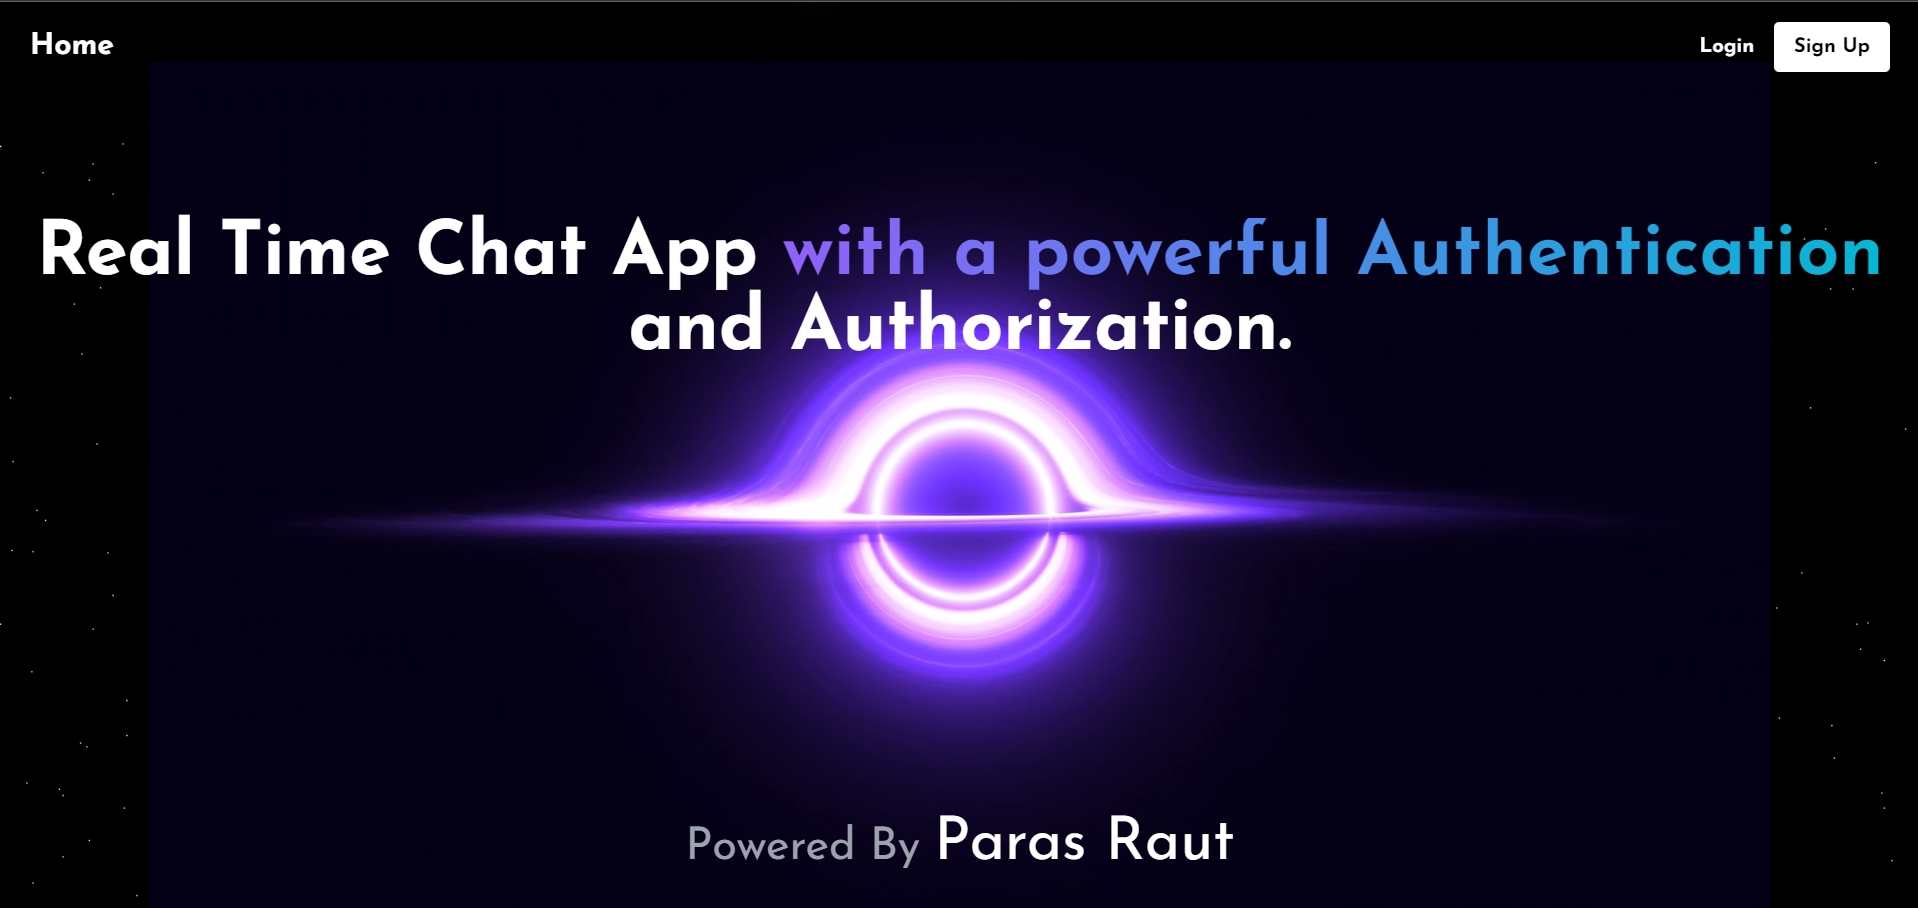 Home
Login
Sign Up
Real Time Chat App with a powerful Authentication
and Authorization.
Powered By Paras Raut